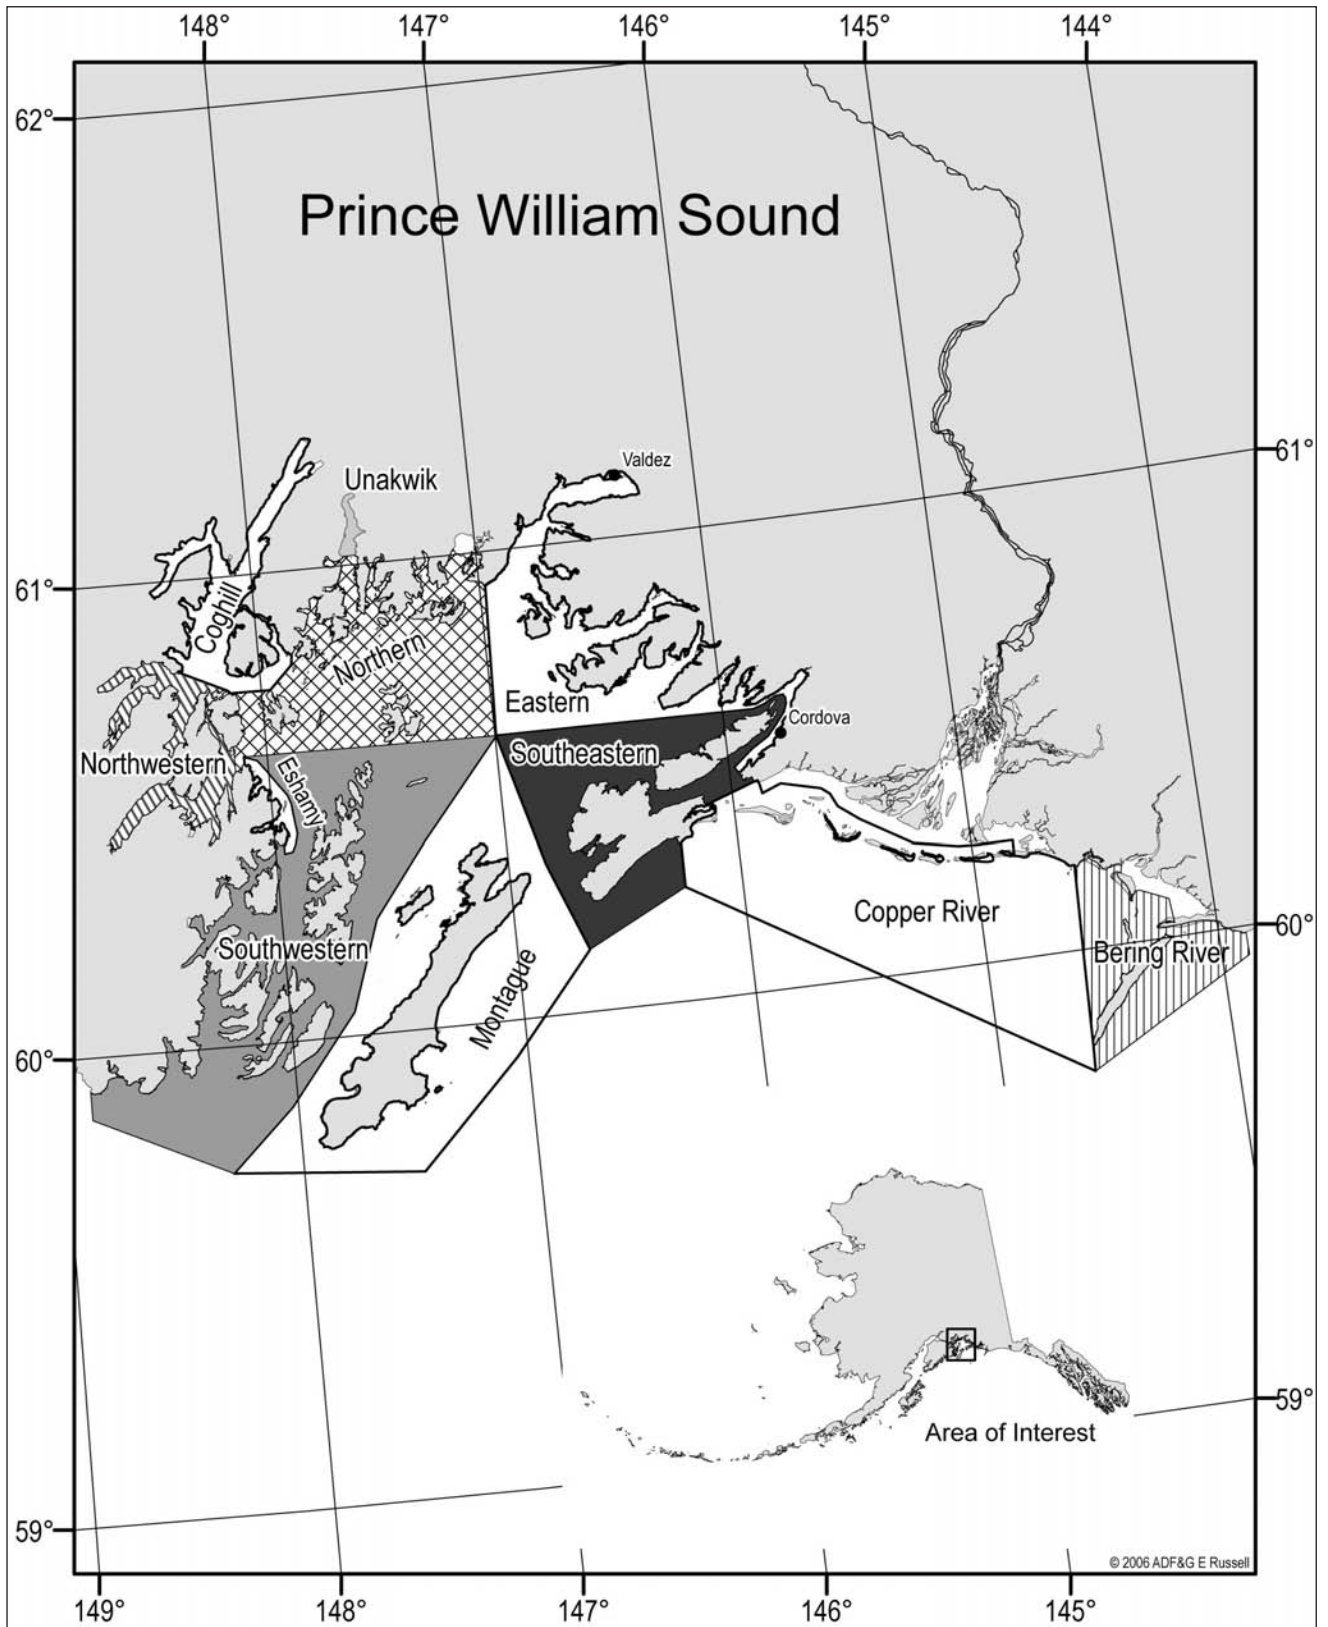 148° 147° 146° 145° 144°
62°
Prince William Sound
61°
Valdez
Unakwik
61°
Coghill
Northern
Eastern
Cordova
Northwestern
Southeastern
Eshamy
Copper River
60°
Southwestern
Bering River
Montague
60°
59°
Area of Interest
59°
© 2006 ADF&G E Russell
149° 148° 147° 146° 145°